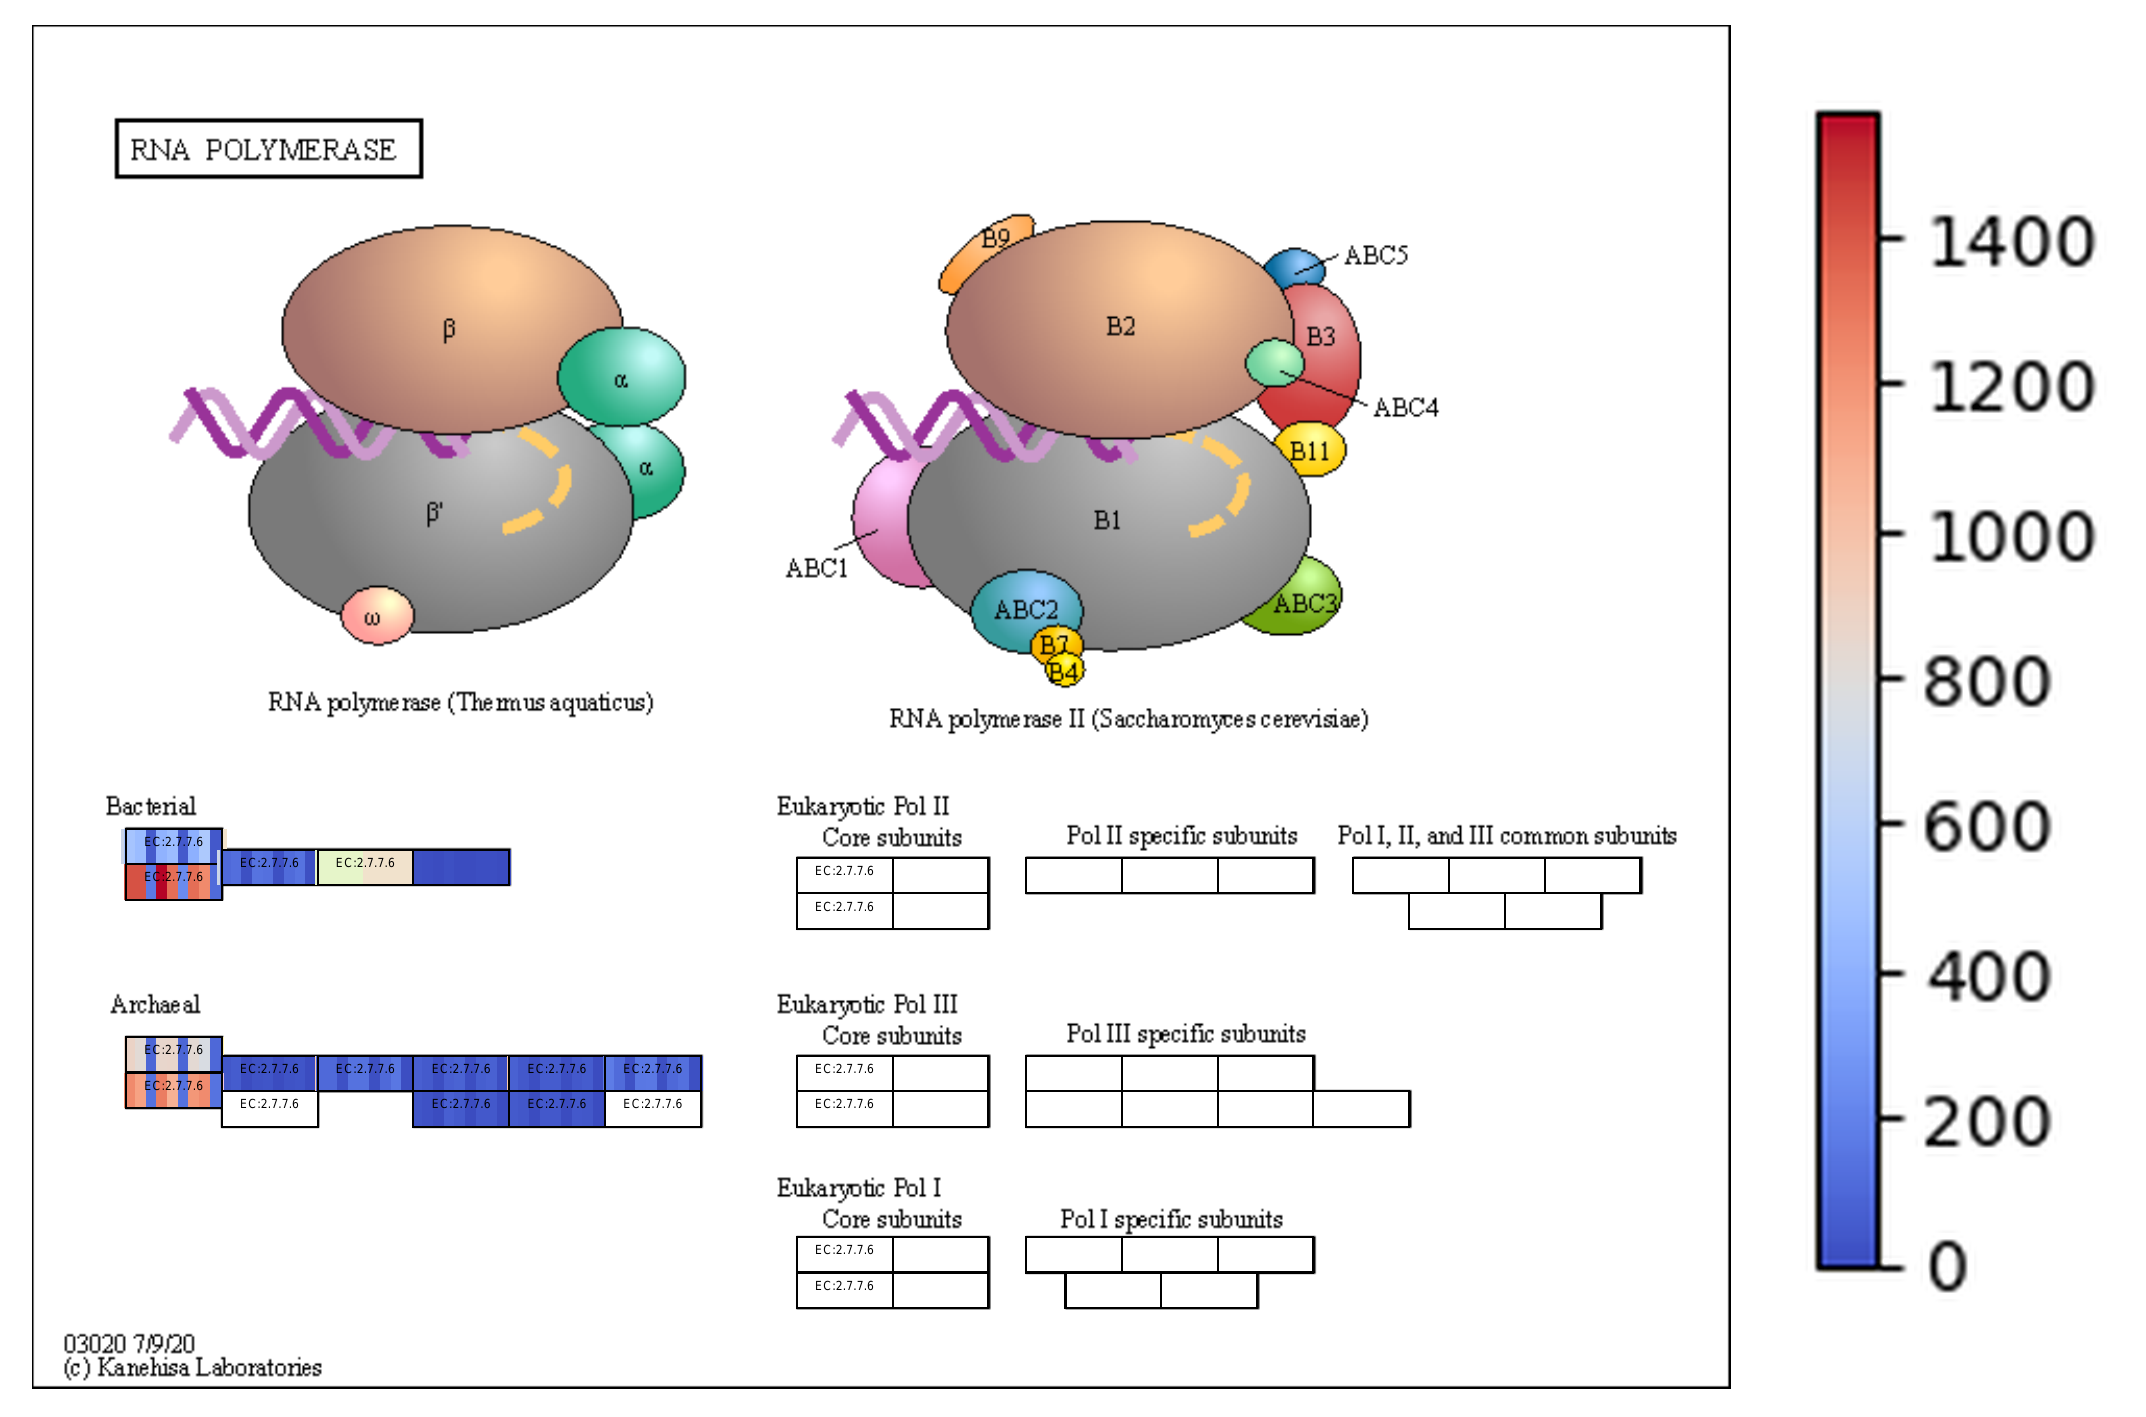 RNA POLYMERASE
B9
ABC5
β
B2
B3
α
ABC4
α
B11
β'
B1
ABC1
ω
ABC2
ABC3
B7
B4
RNA polymerase (Thermus aquaticus)
RNA polymerase II (Saccharomyces cerevisiae)
Bacterial
EC:2.7.7.6
EC:2.7.7.6
EC:2.7.7.6
EC:2.7.7.6
Eukaryotic Pol II
Core subunits
Pol II specific subunits
Pol I, II, and III common subunits
EC:2.7.7.6
EC:2.7.7.6
Archaeal
EC:2.7.7.6
EC:2.7.7.6
EC:2.7.7.6
EC:2.7.7.6
EC:2.7.7.6
EC:2.7.7.6
EC:2.7.7.6
EC:2.7.7.6
EC:2.7.7.6
EC:2.7.7.6
EC:2.7.7.6
Eukaryotic Pol III
Core subunits
Pol III specific subunits
EC:2.7.7.6
EC:2.7.7.6
Eukaryotic Pol I
Core subunits
Pol I specific subunits
EC:2.7.7.6
EC:2.7.7.6
03020 7/9/20
(c) Kanehisa Laboratories
1400
1200
1000
800
600
400
200
0